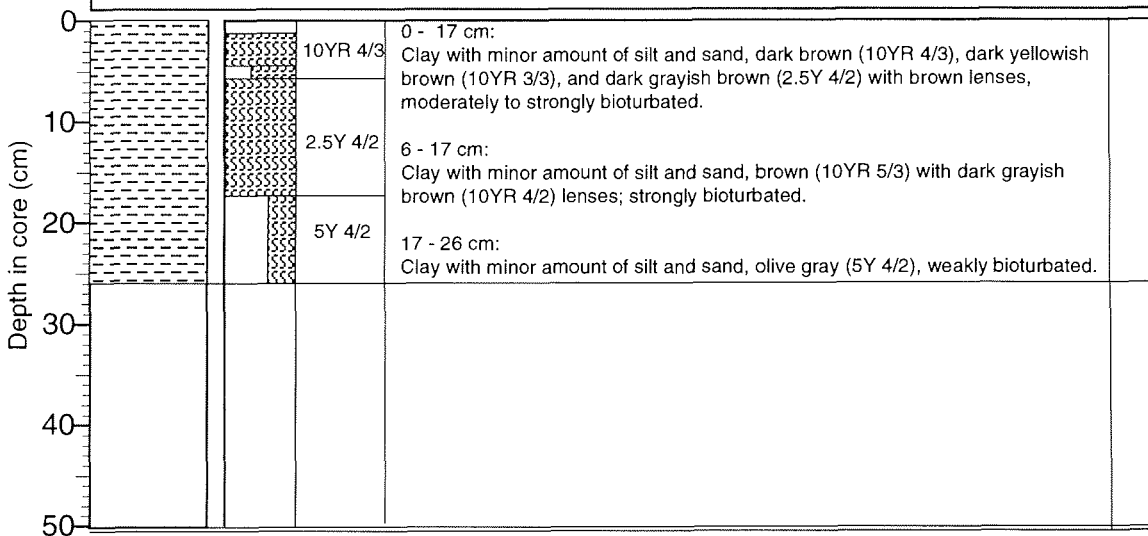 0
10
20
30
40
50
Depth in core (cm)
10YR 4/3
2.5Y 4/2
5Y 4/2
0 - 17 cm:
Clay with minor amount of silt and sand, dark brown (10YR 4/3), dark yellowish
brown (10YR 3/3), and dark grayish brown (2.5Y 4/2) with brown lenses,
moderately to strongly bioturbated.
6 - 17 cm:
Clay with minor amount of silt and sand, brown (10YR 5/3) with dark grayish
brown (10YR 4/2) lenses; strongly bioturbated.
17 - 26 cm:
Clay with minor amount of silt and sand, olive gray (5Y 4/2), weakly bioturbated.